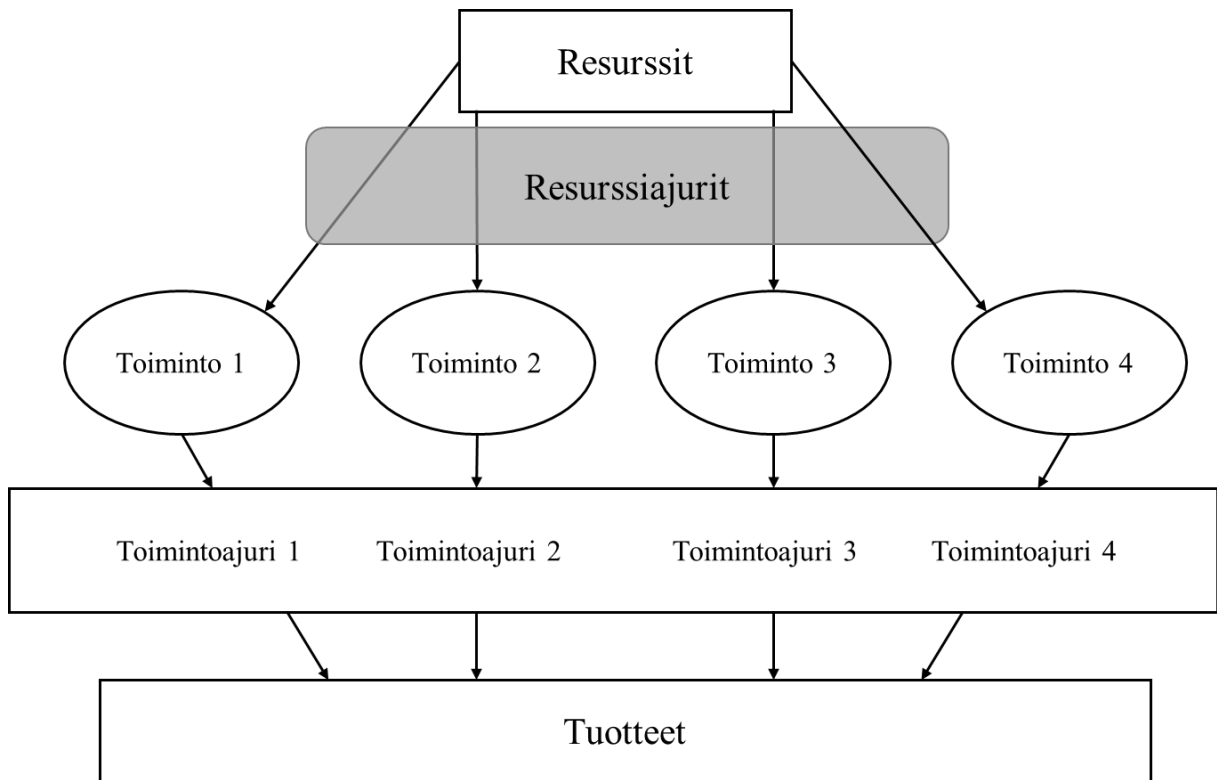 Resurssit
Resurssiajurit
Toiminto 1 Toiminto 2 Toiminto 3 Toiminto 4
Toimintoajuri 1 Toimintoajuri 2 Toimintoajuri 3 Toimintoajuri 4
Tuotteet